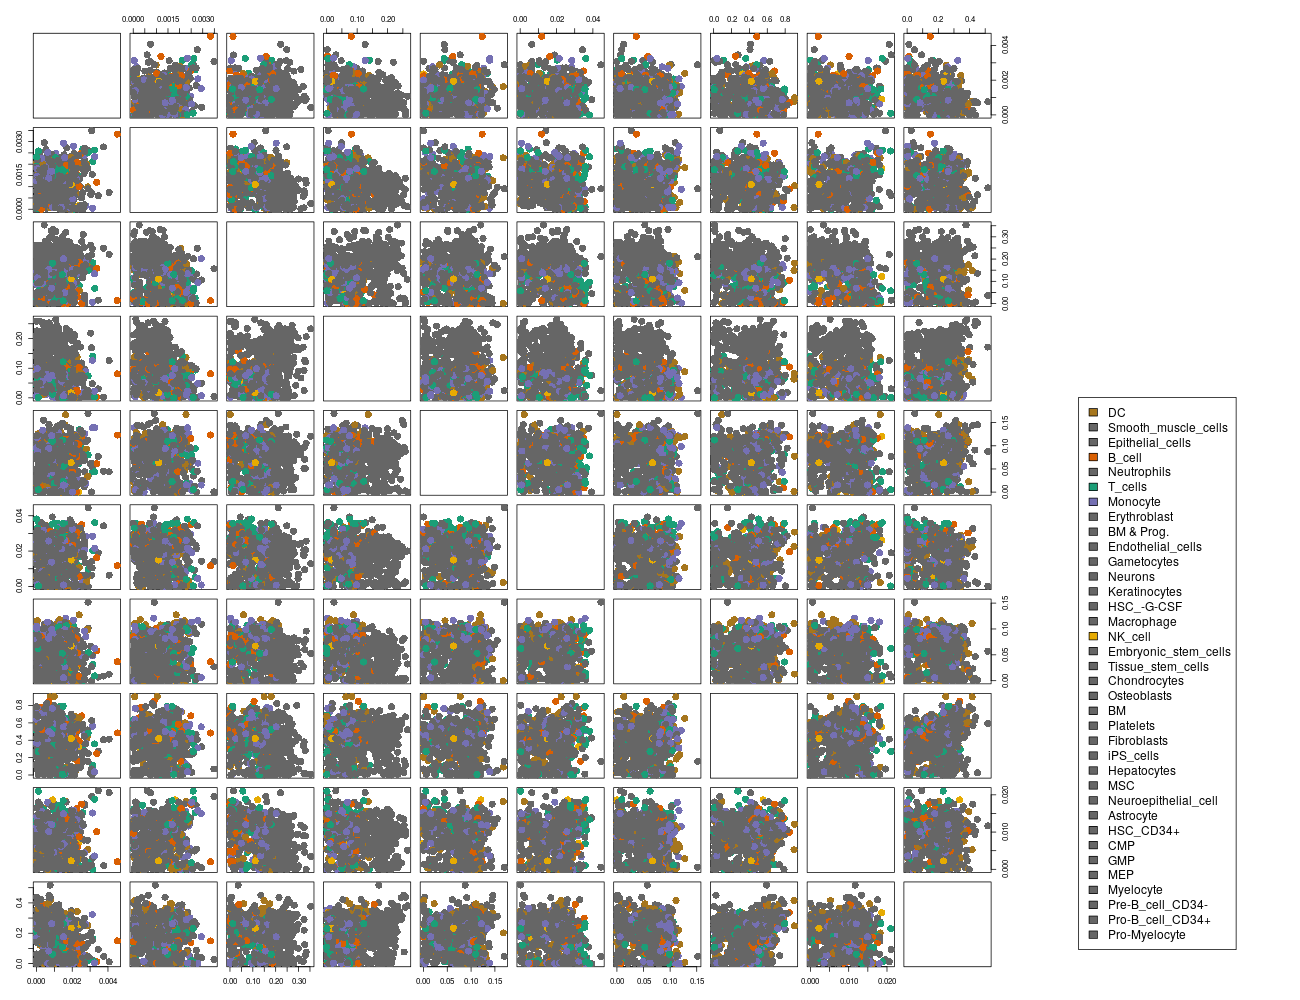 0.0000 0.0015 0.0030
0.00 0.10 0.20
0.00 0.02 0.04
0.0 0.2 0.4 0.6 0.8
0.0 0.2 0.4
0.000 0.002 0.004
0.0000 0.0015 0.0030
0.00 0.10 0.20 0.30
0.00 0.10 0.20
0.00 0.05 0.10 0.15
0.00 0.02 0.04
0.00 0.05 0.10 0.15
0.0 0.2 0.4 0.6 0.8
0.000 0.010 0.020
0.0 0.2 0.4
0.000 0.002 0.004
0.00 0.10 0.20 0.30
0.00 0.05 0.10 0.15
0.00 0.05 0.10 0.15
0.000 0.010 0.020
DC
Smooth_muscle_cells
Epithelial_cells
B_cell
Neutrophils
T_cells
Monocyte
Erythroblast
BM & Prog.
Endothelial_cells
Gametocytes
Neurons
Keratinocytes
HSC_-G-CSF
Macrophage
NK_cell
Embryonic_stem_cells
Tissue_stem_cells
Chondrocytes
Osteoblasts
BM
Platelets
Fibroblasts
iPS_cells
Hepatocytes
MSC
Neuroepithelial_cell
Astrocyte
HSC_CD34+
CMP
GMP
MEP
Myelocyte
Pre-B_cell_CD34-
Pro-B_cell_CD34+
Pro-Myelocyte